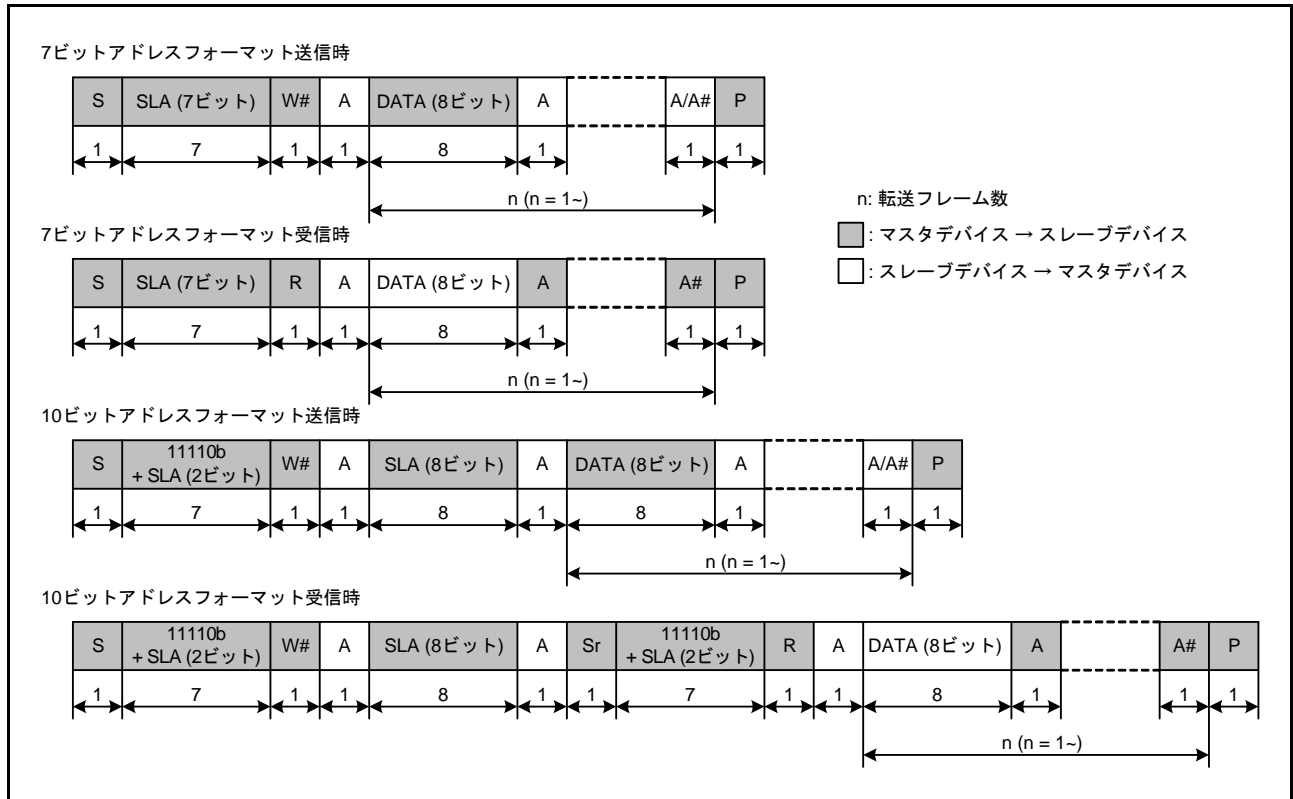 7ビットアドレスフォーマット送信時
S SLA (7ビット) W# A DATA (8ビット) A A/A# P
1 7 1 1 8 1 1 1
n (n = 1~)
n: 転送フレーム数
: マスタデバイス → スレーブデバイス
: スレーブデバイス → マスタデバイス
7ビットアドレスフォーマット受信時
S SLA (7ビット) R A DATA (8ビット) A A# P
1 7 1 1 8 1 1 1
n (n = 1~)
10ビットアドレスフォーマット送信時
S 11110b + SLA (2ビット) W# A SLA (8ビット) A DATA (8ビット) A A/A# P
1 7 1 1 8 1 8 1 1 1
n (n = 1~)
10ビットアドレスフォーマット受信時
S 11110b + SLA (2ビット) W# A SLA (8ビット) A Sr 11110b + SLA (2ビット) R A DATA (8ビット) A A# P
1 7 1 1 8 1 1 7 1 1 8 1 1 1
n (n = 1~)